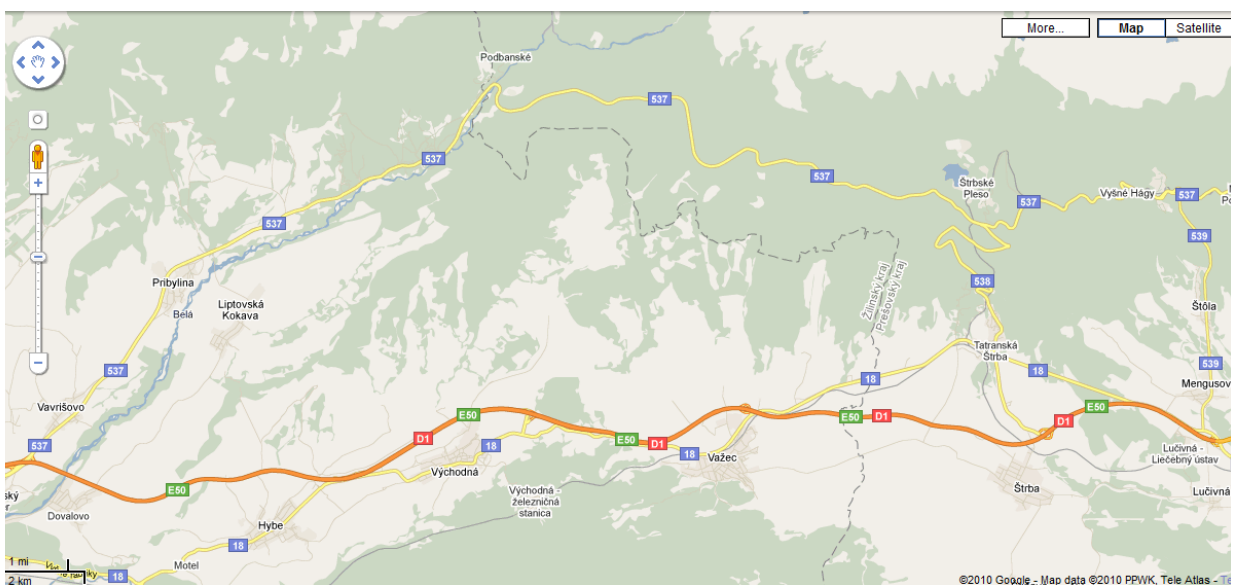 More...
Map
Satellite
Podbanské
537
537
537
Štrbské
Pleso
537
Vyšné Hágy
537
539
537
Pribylina
Belá
Liptovská
Kokava
Žilinský kraj
Prešovský kraj
538
Štôla
Tatranská
Štrba
539
537
18
18
Mengusov
Vavrišovo
E50
E50
D1
E50
D1
D1
537
D1
18
E50
D1
18
Važec
Lučivná -
Liečebný ústav
Východná
E50
Východná -
železničná
stanica
Štrba
Lučivná
Dovalovo
Hybe
18
Motel
18
1 mi
2 km
©2010 Google - Map data ©2010 PPWK, Tele Atlas -